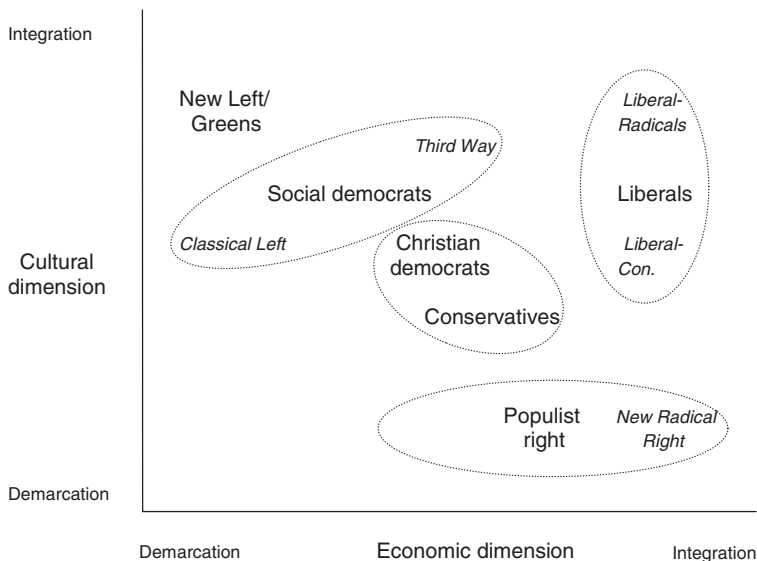 Integration
New Left/
Greens
Liberal-
Radicals
Third Way
Social democrats
Liberals
Classical Left
Christian
democrats
Liberal-
Con.
Cultural
dimension
Conservatives
Populist
right
New Radical
Right
Demarcation
Demarcation
Economic dimension
Integration